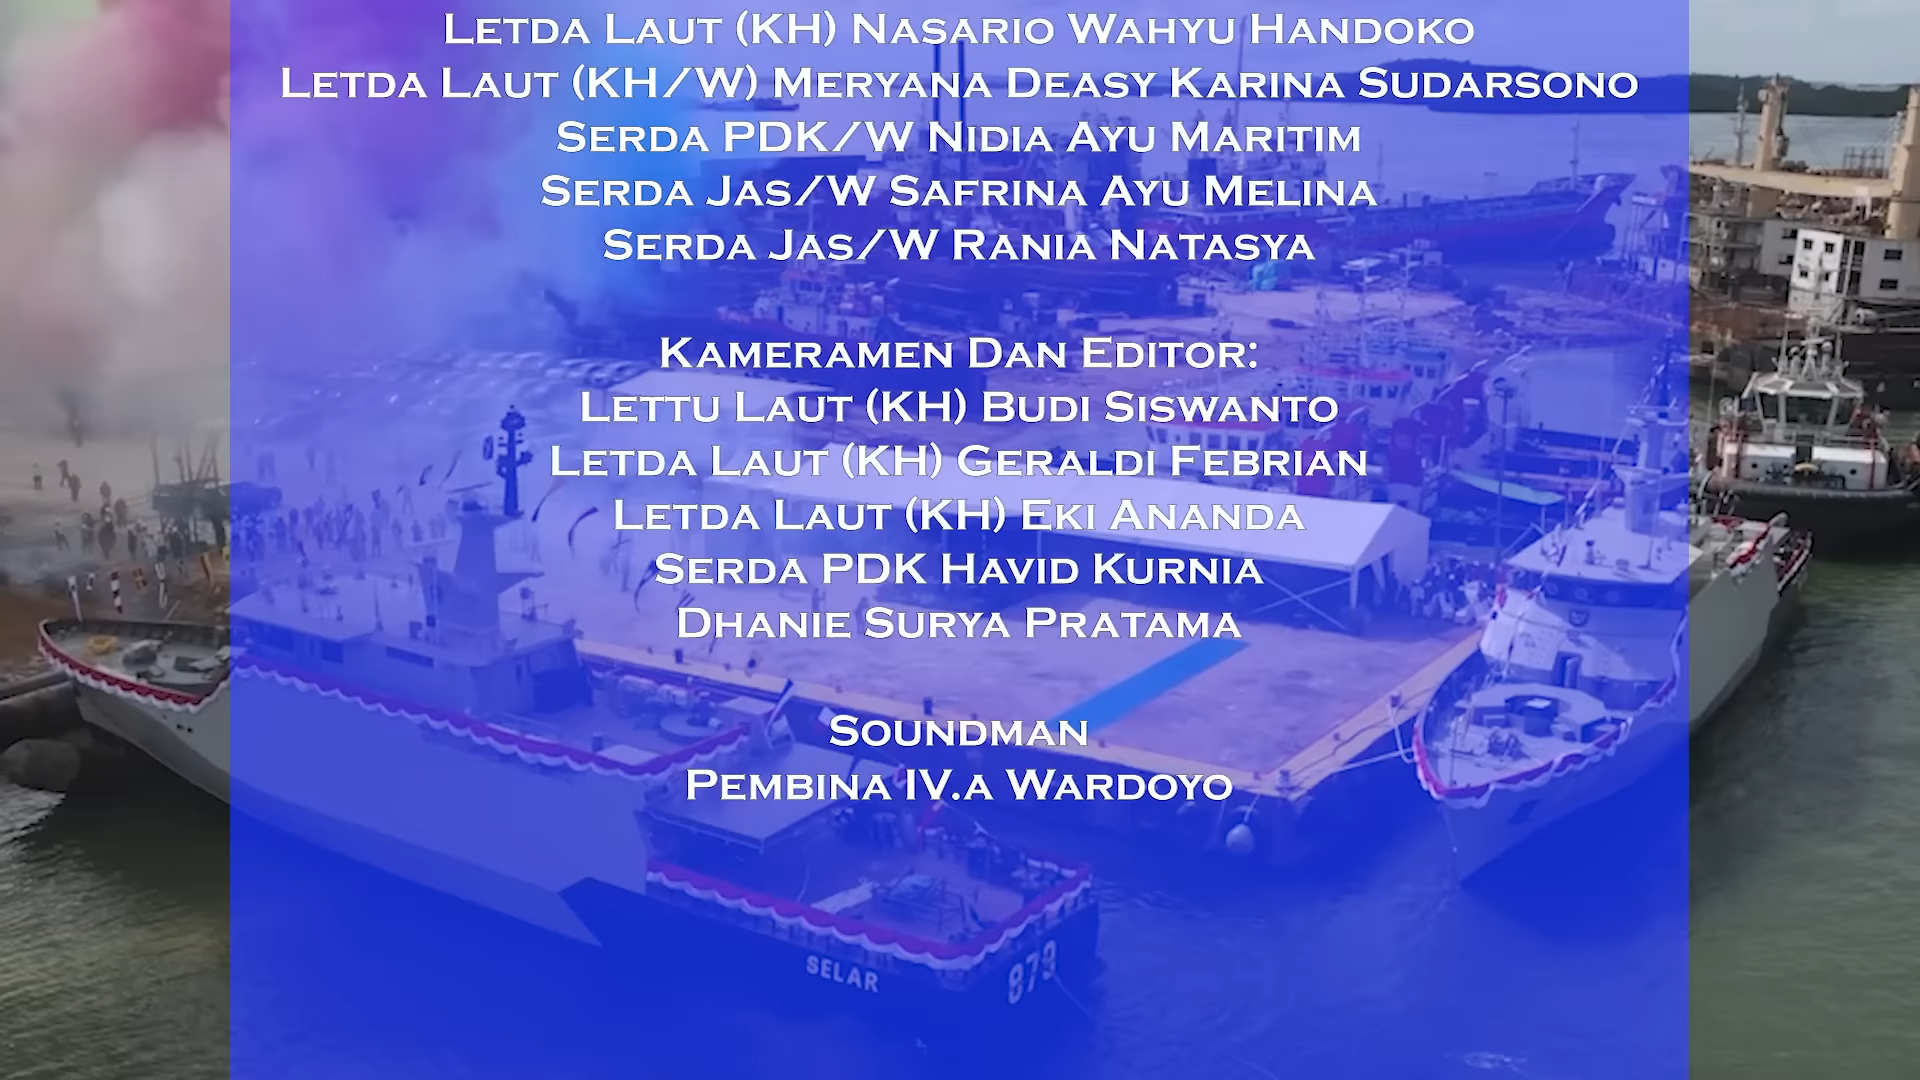 Letda Laut (KH) Nasario Wahyu Handoko
Letda Laut (KH/W) Meryana Deasy Karina Sudarsono
Serda PDK/W Nidia Ayu Maritim
Serda Jas/W Safrina Ayu Melina
Serda Jas/W Rania Natasya
Kameramen Dan Editor:
Lettu Laut (KH) Budi Siswanto
Letda Laut (KH) Geraldi Febrian
Letda Laut (KH) Eki Ananda
Serda PDK Havid Kurnia
Dhanie Surya Pratama
Soundman
Pembina IV.a Wardoyo
SELAR
879